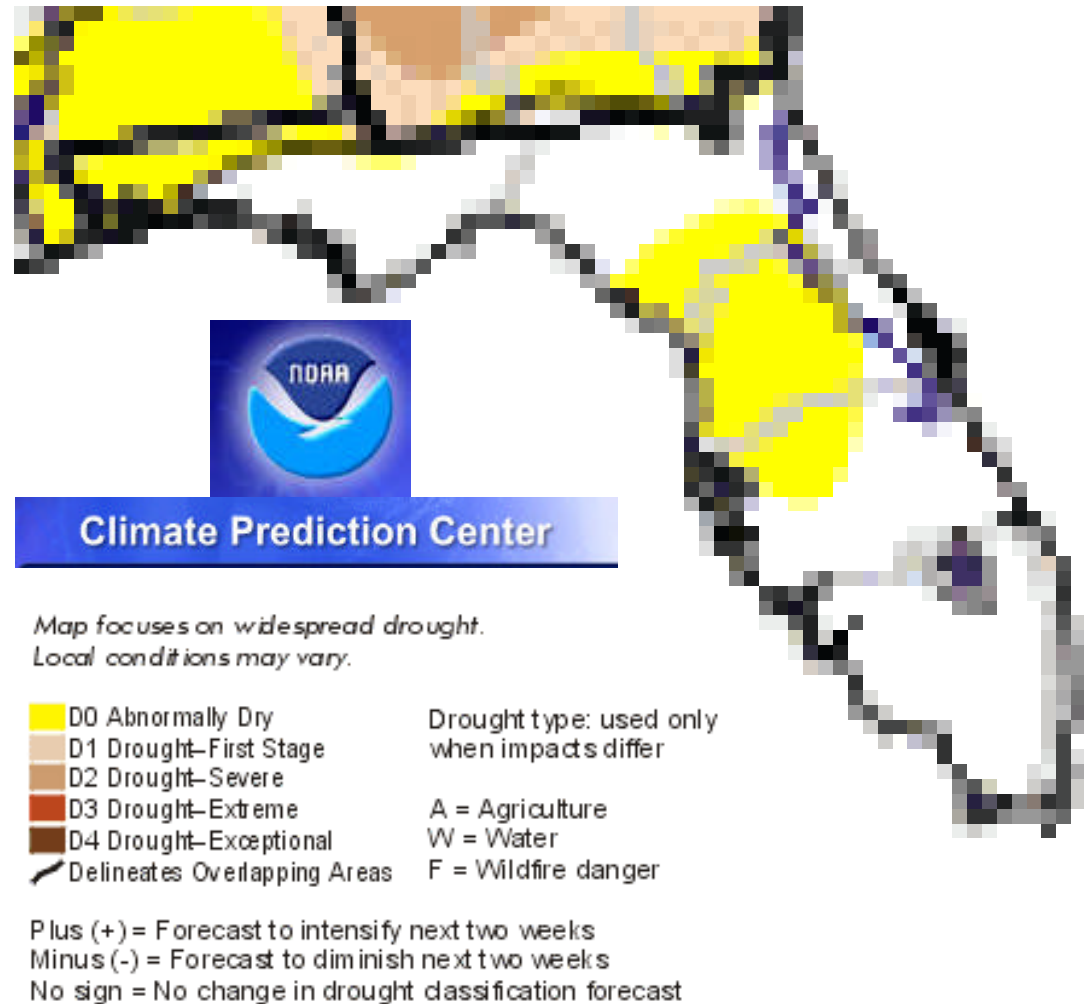 NOAA
Climate Prediction Center
Map focuses on widespread drought.
Local conditions may vary.
D0 Abnormally Dry
D1 Drought–First Stage
D2 Drought–Severe
D3 Drought–Extreme
D4 Drought–Exceptional
Delineates Overlapping Areas
Drought type: used only
when impacts differ
A = Agriculture
W = Water
F = Wildfire danger
Plus (+) = Forecast to intensify next two weeks
Minus (-) = Forecast to diminish next two weeks
No sign = No change in drought classification forecast